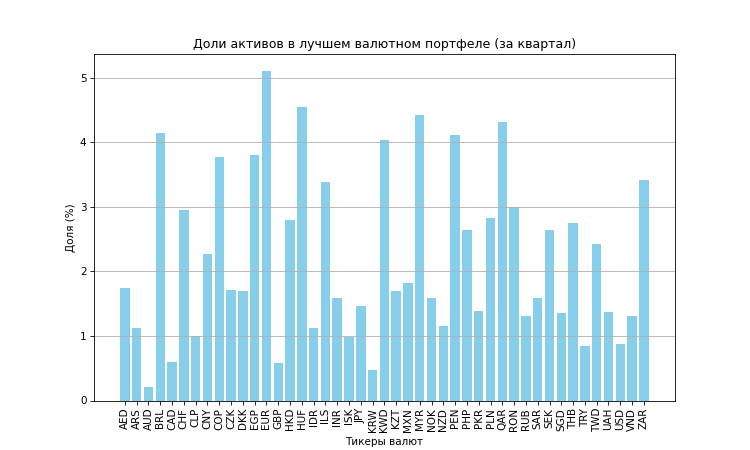 Доли активов в лучшем валютном портфеле (за квартал)
Доля (%)
5
4
3
2
1
0
AED ARS AUD BRL CAD CHF CLP CNY COP CZK DKK EGP EUR GBP HKD HUF IDR ILS INR ISK JPY KRW KWD KZT MXN MYR NOK NZD PEN PHP PKR PLN QAR RON RUB SAR SEK SGD THB TRY TWD UAH USD VND ZAR
Тикеры валют